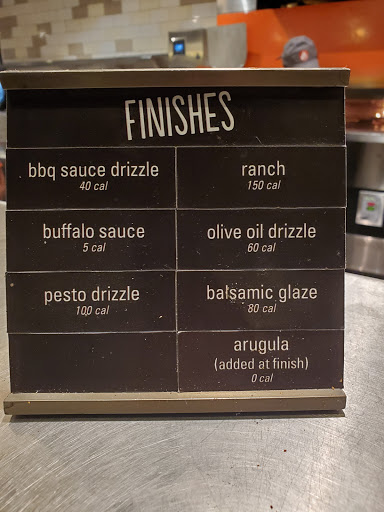 FINISHES
bbq sauce drizzle
40 cal
ranch
150 cal
buffalo sauce
5 cal
olive oil drizzle
60 cal
pesto drizzle
100 cal
balsamic glaze
80 cal
arugula
(added at finish)
0 cal